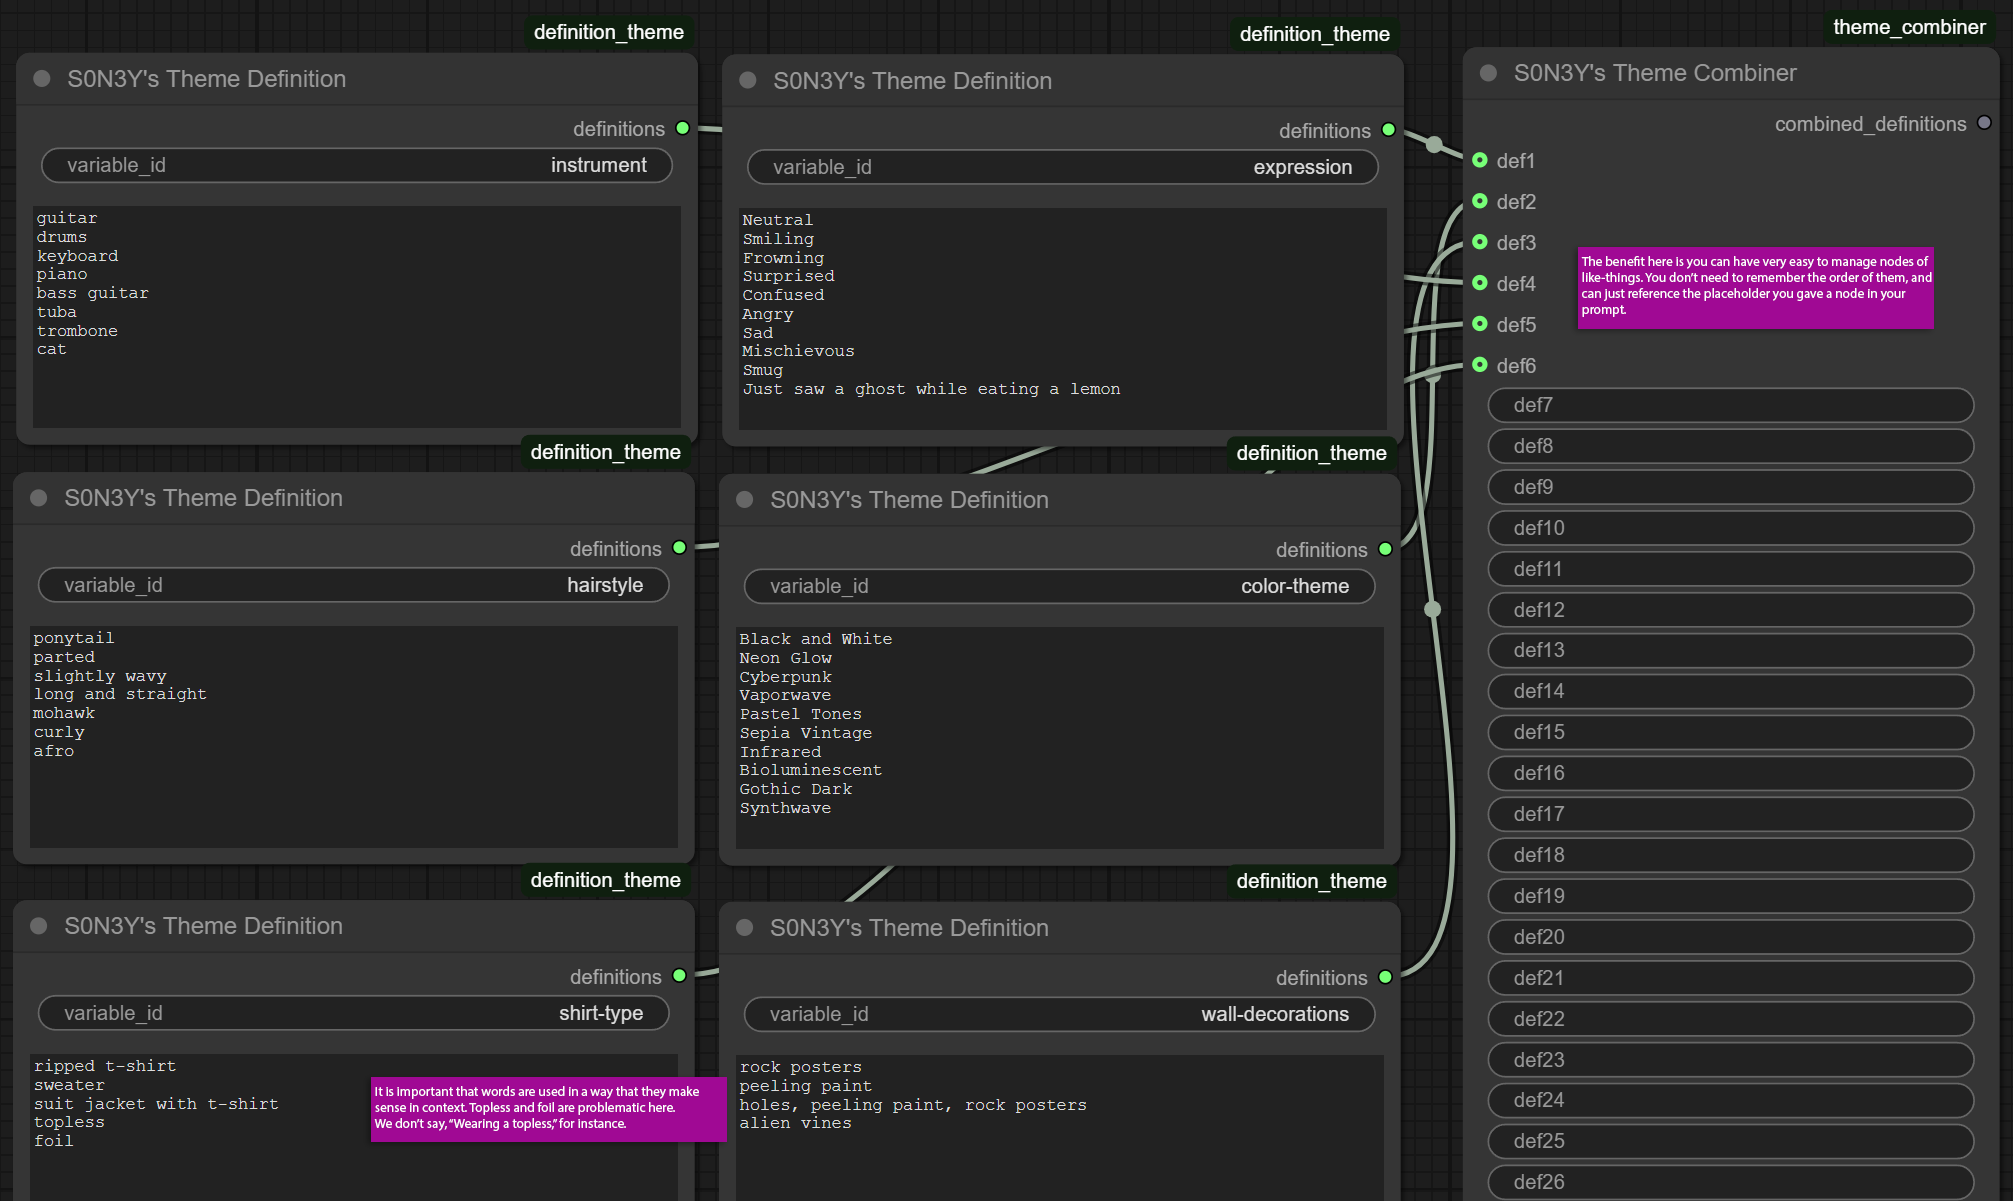 definition_theme
S0N3Y's Theme Definition
definitions
variable_id instrument
guitar
drums
keyboard
piano
bass guitar
tuba
trombone
cat
definition_theme
S0N3Y's Theme Definition
definitions
variable_id expression
Neutral
Smiling
Frowning
Surprised
Confused
Angry
Sad
Mischievous
Smug
Just saw a ghost while eating a lemon
definition_theme
S0N3Y's Theme Definition
definitions
variable_id hairstyle
ponytail
parted
slightly wavy
long and straight
mohawk
curly
afro
definition_theme
S0N3Y's Theme Definition
definitions
variable_id color-theme
Black and White
Neon Glow
Cyberpunk
Vaporwave
Pastel Tones
Sepia Vintage
Infrared
Bioluminescent
Gothic Dark
Synthwave
definition_theme
S0N3Y's Theme Definition
definitions
variable_id shirt-type
ripped t-shirt
sweater
suit jacket with t-shirt
topless
foil
It is important that words are used in a way that they make
sense in context. Topless and foil are problematic here.
We don't say, "Wearing a topless," for instance.
definition_theme
S0N3Y's Theme Definition
definitions
variable_id wall-decorations
rock posters
peeling paint
holes, peeling paint, rock posters
alien vines
theme_combiner
S0N3Y's Theme Combiner
combined_definitions
def1
def2
def3
def4
def5
def6
The benefit here is you can have very easy to manage nodes of
like-things. You don't need to remember the order of them, and
can just reference the placeholder you gave a node in your
prompt.
def7
def8
def9
def10
def11
def12
def13
def14
def15
def16
def17
def18
def19
def20
def21
def22
def23
def24
def25
def26